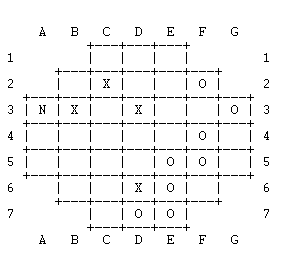 A B C D E F G
+---+---+---+
1 | | | | 1
+---+---+---+---+---+
2 | | X | | | O | 2
+---+---+---+---+---+---+---+
3 | N | X | | X | | | O | 3
+---+---+---+---+---+---+---+
4 | | | | | | O | | 4
+---+---+---+---+---+---+---+
5 | | | | | O | O | | 5
+---+---+---+---+---+---+---+
6 | | | X | O | | 6
+---+---+---+---+---+
7 | | O | O | 7
+---+---+---+
A B C D E F G